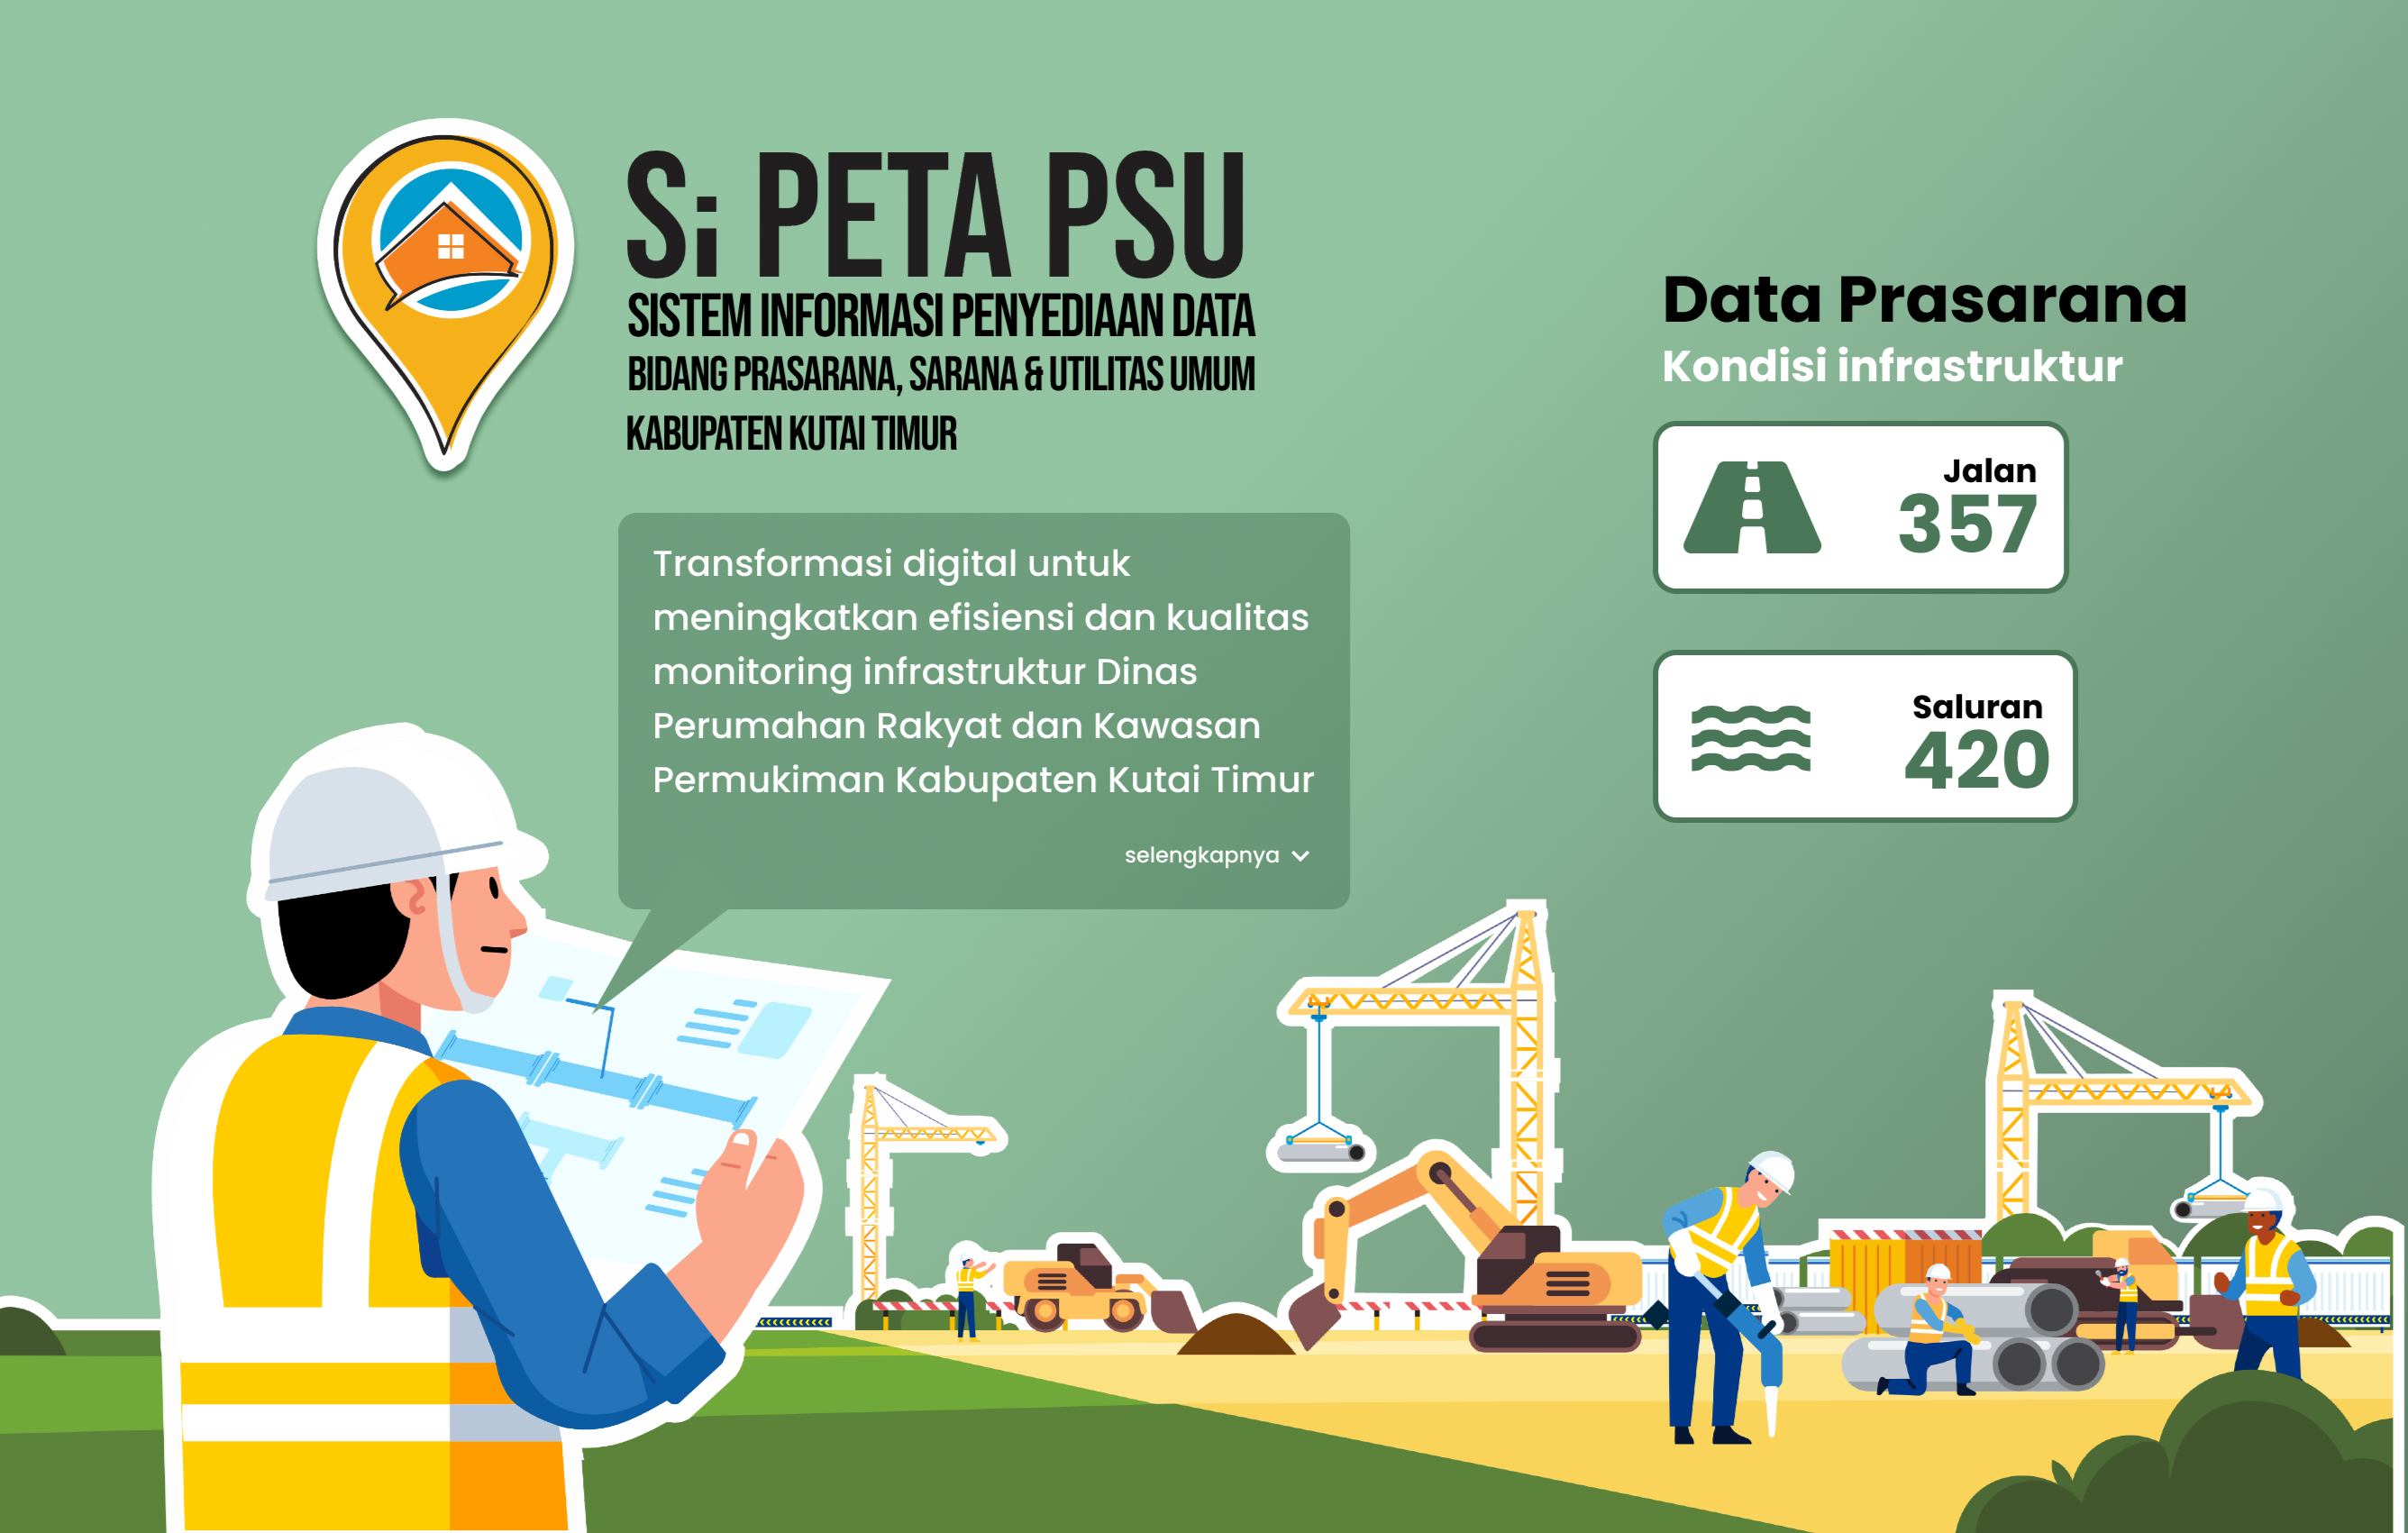 Si PETA PSU
SISTEM INFORMASI PENYEDIAAN DATA
BIDANG PRASARANA, SARANA & UTILITAS UMUM
KABUPATEN KUTAI TIMUR
Transformasi digital untuk
meningkatkan efisiensi dan kualitas
monitoring infrastruktur Dinas
Perumahan Rakyat dan Kawasan
Permukiman Kabupaten Kutai Timur
selengkapnya
Data Prasarana
Kondisi infrastruktur
Jalan
357
Saluran
420